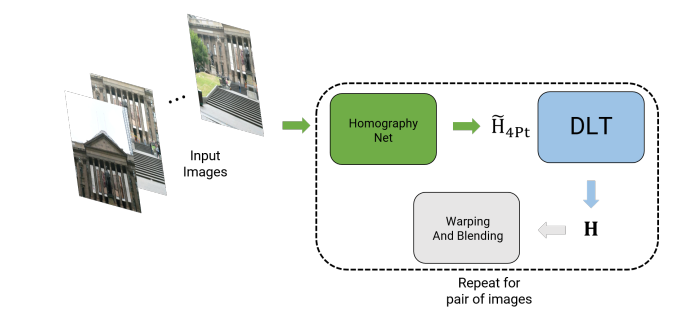 Input
Images
Homography
Net
H̃4Pt
DLT
H
Warping
And Blending
Repeat for
pair of images